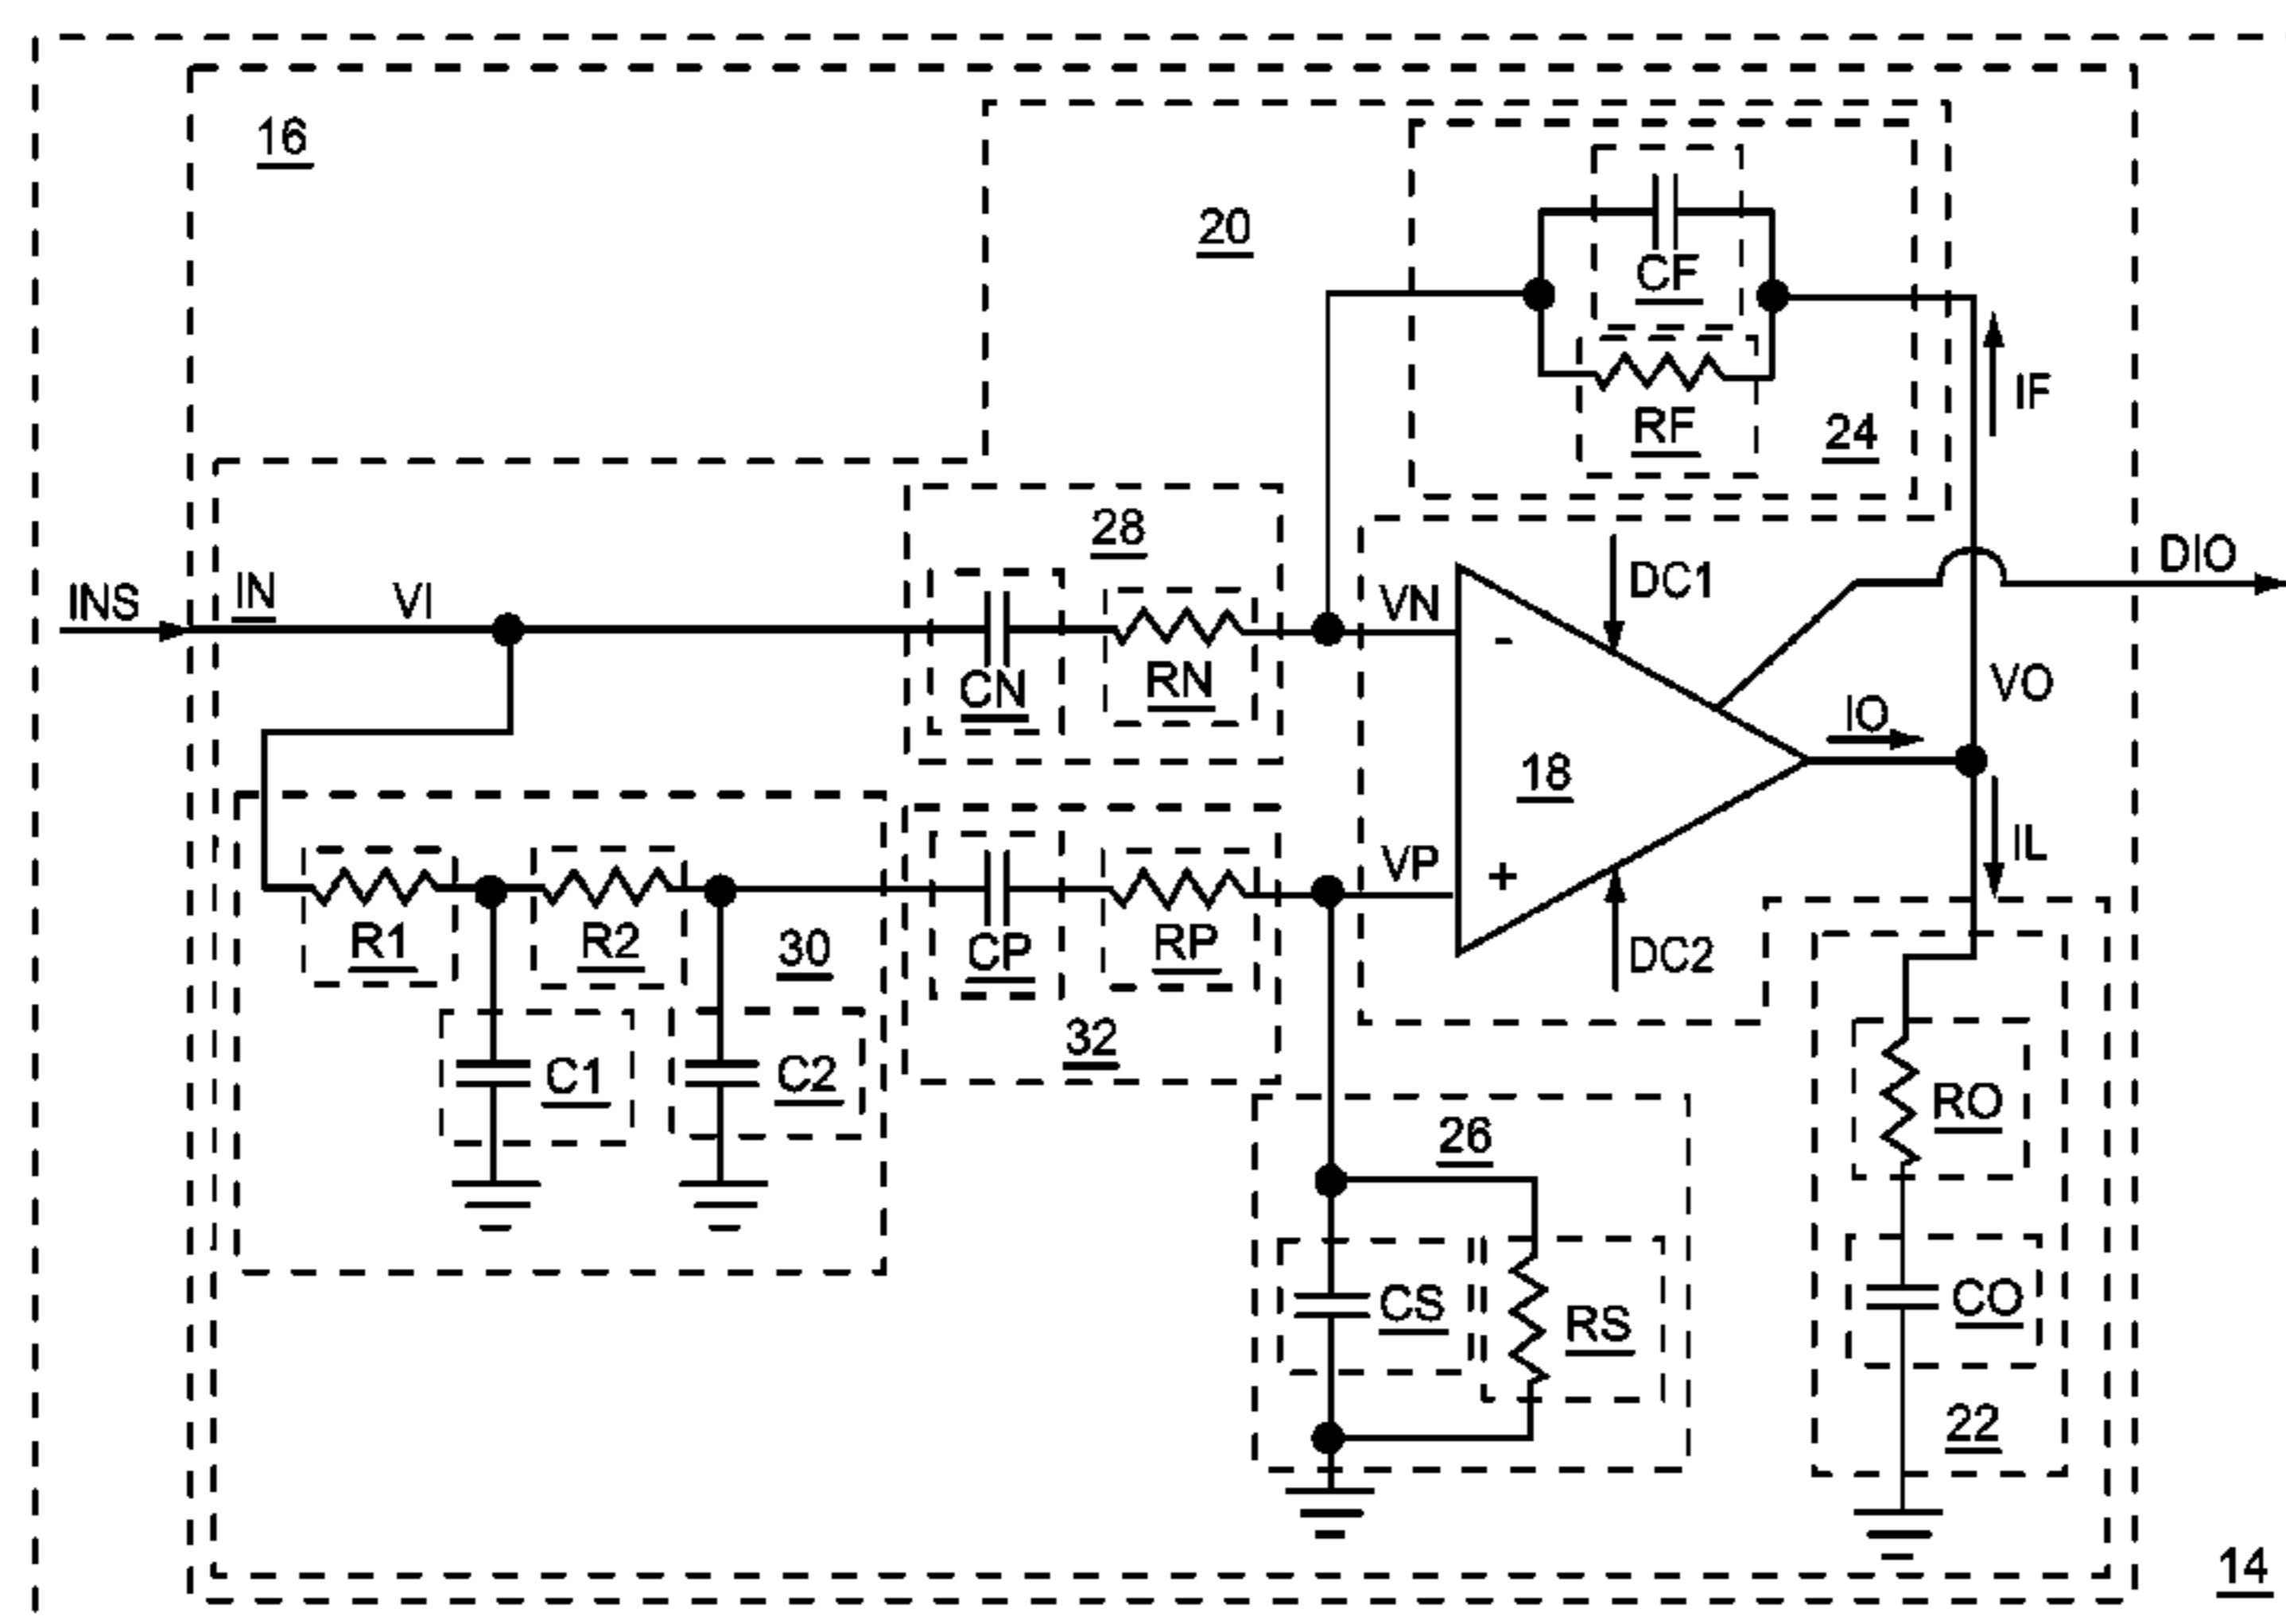 16
20
CF
RF
24
IF
28
INS
IN
VI
CN
RN
VN
-
DC1
DIO
VO
IO
18
R1
R2
30
CP
RP
VP
+
DC2
IL
32
C1
C2
26
RO
CS
RS
CO
22
14